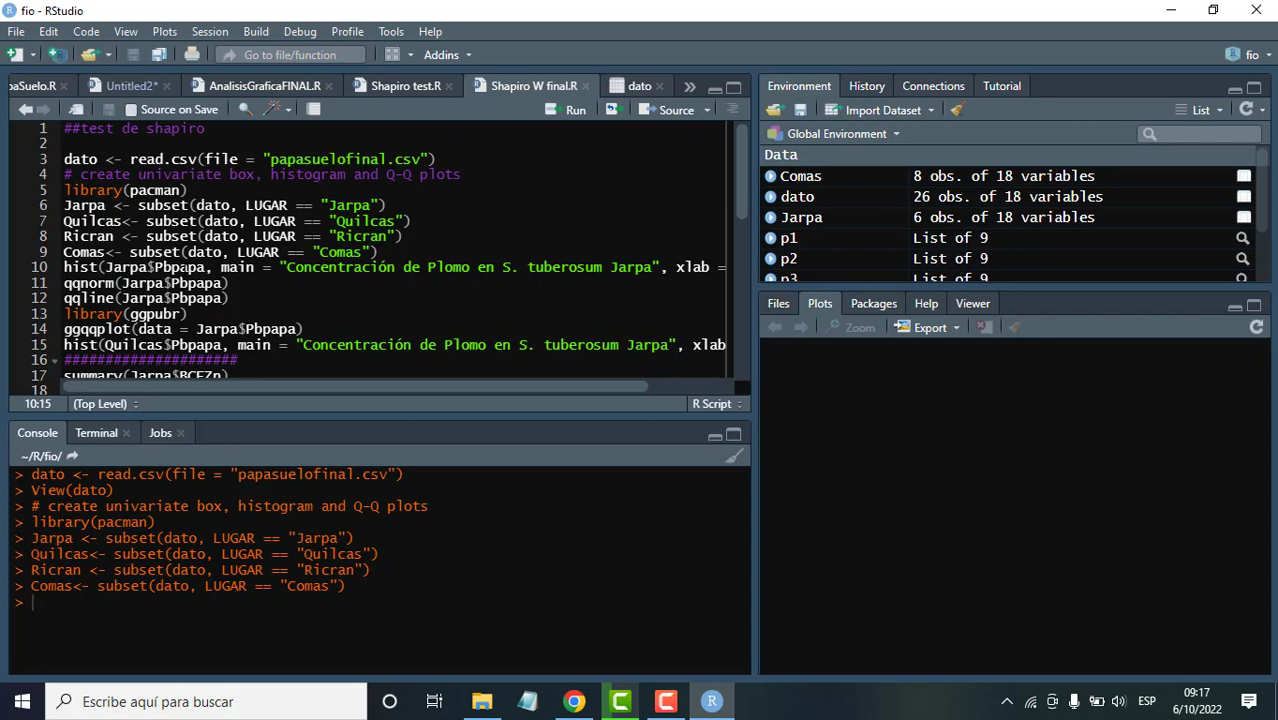 fio - RStudio
File Edit Code View Plots Session Build Debug Profile Tools Help
Go to file/function Addins fio
paSuelo.R Untitled2* AnalisisGraficaFINAL.R Shapiro test.R Shapiro W final.R dato
Source on Save Run Source
1 ##test de shapiro
2
3 dato <- read.csv(file = "papasuelofinal.csv")
4 # create univariate box, histogram and Q-Q plots
5 library(pacman)
6 Jarpa <- subset(dato, LUGAR == "Jarpa")
7 Quilcas<- subset(dato, LUGAR == "Quilcas")
8 Ricran <- subset(dato, LUGAR == "Ricran")
9 Comas<- subset(dato, LUGAR == "Comas")
10 hist(Jarpa$Pbpapa, main = "Concentración de Plomo en S. tuberosum Jarpa", xlab =
11 qqnorm(Jarpa$Pbpapa)
12 qqline(Jarpa$Pbpapa)
13 library(ggpubr)
14 ggqqplot(data = Jarpa$Pbpapa)
15 hist(Quilcas$Pbpapa, main = "Concentración de Plomo en S. tuberosum Jarpa", xlab
16 #####################
17 summary(Jarpa$BCFZn)
18
10:15 (Top Level) R Script
Console Terminal Jobs
~/R/fio/
> dato <- read.csv(file = "papasuelofinal.csv")
> View(dato)
> # create univariate box, histogram and Q-Q plots
> library(pacman)
> Jarpa <- subset(dato, LUGAR == "Jarpa")
> Quilcas<- subset(dato, LUGAR == "Quilcas")
> Ricran <- subset(dato, LUGAR == "Ricran")
> Comas<- subset(dato, LUGAR == "Comas")
>
Environment History Connections Tutorial
Import Dataset List
Global Environment
Data
Comas 8 obs. of 18 variables
dato 26 obs. of 18 variables
Jarpa 6 obs. of 18 variables
p1 List of 9
p2 List of 9
p3 List of 9
Files Plots Packages Help Viewer
Zoom Export
Escribe aquí para buscar
ESP
09:17
6/10/2022